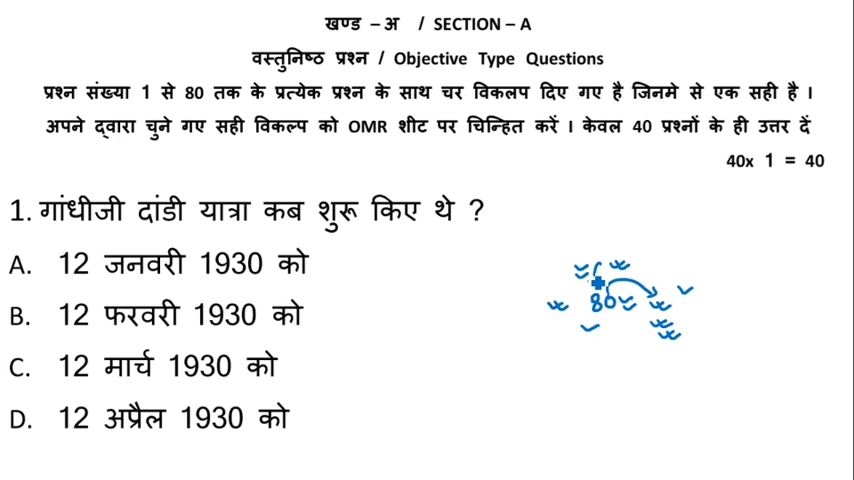 खण्ड – अ / SECTION – A
वस्तुनिष्ठ प्रश्न / Objective Type Questions
प्रश्न संख्या 1 से 80 तक के प्रत्येक प्रश्न के साथ चर विकलप दिए गए है जिनमे से एक सही है ।
अपने द्वारा चुने गए सही विकल्प को OMR शीट पर चिन्हित करें । केवल 40 प्रश्नों के ही उत्तर दें
40x 1 = 40
1. गांधीजी दांडी यात्रा कब शुरू किए थे ?
A. 12 जनवरी 1930 को
B. 12 फरवरी 1930 को
80
C. 12 मार्च 1930 को
D. 12 अप्रैल 1930 को